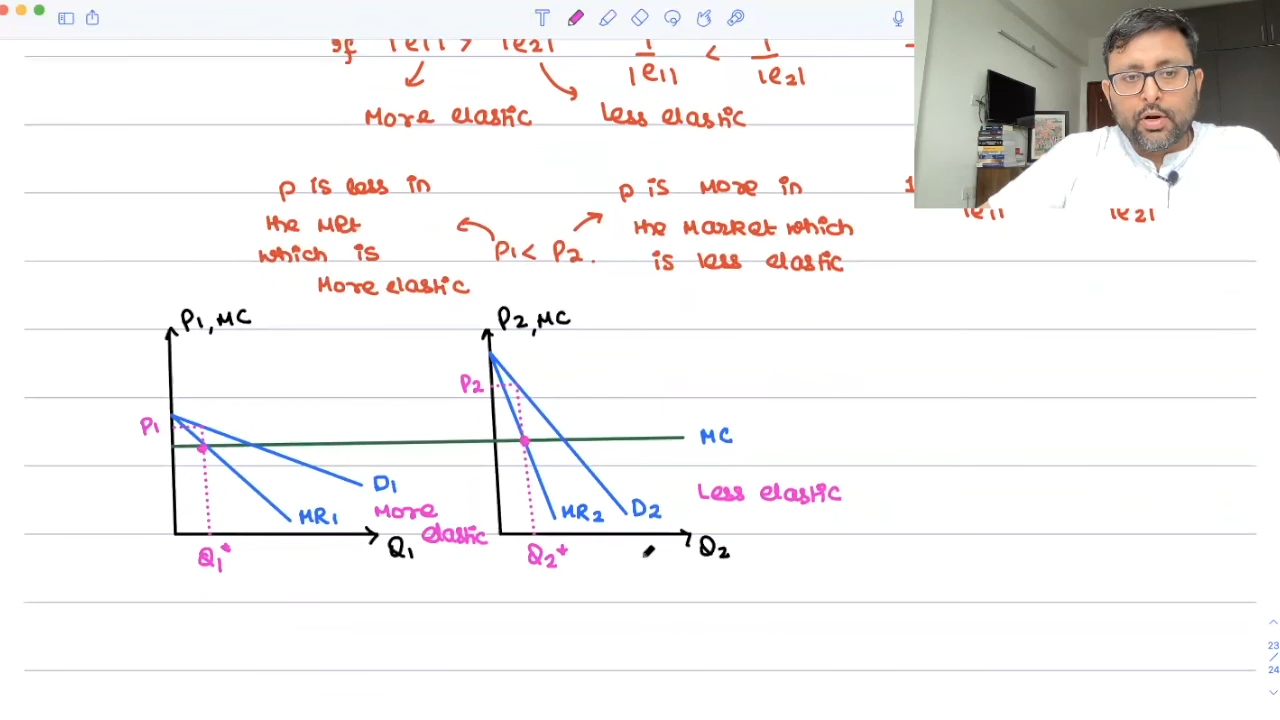 if |e1| > |e2|
1/|e1| < 1/|e2|
More elastic
less elastic
P is less in
the Mkt
which is
More elastic
P1 < P2.
P is More in
the Market which
is less elastic
|e1|
|e2|
P1, MC
P2, MC
P1
P2
MC
D1
MR1
More
elastic
Q1
Q1*
MR2
D2
Less elastic
Q2*
Q2
23
/
24